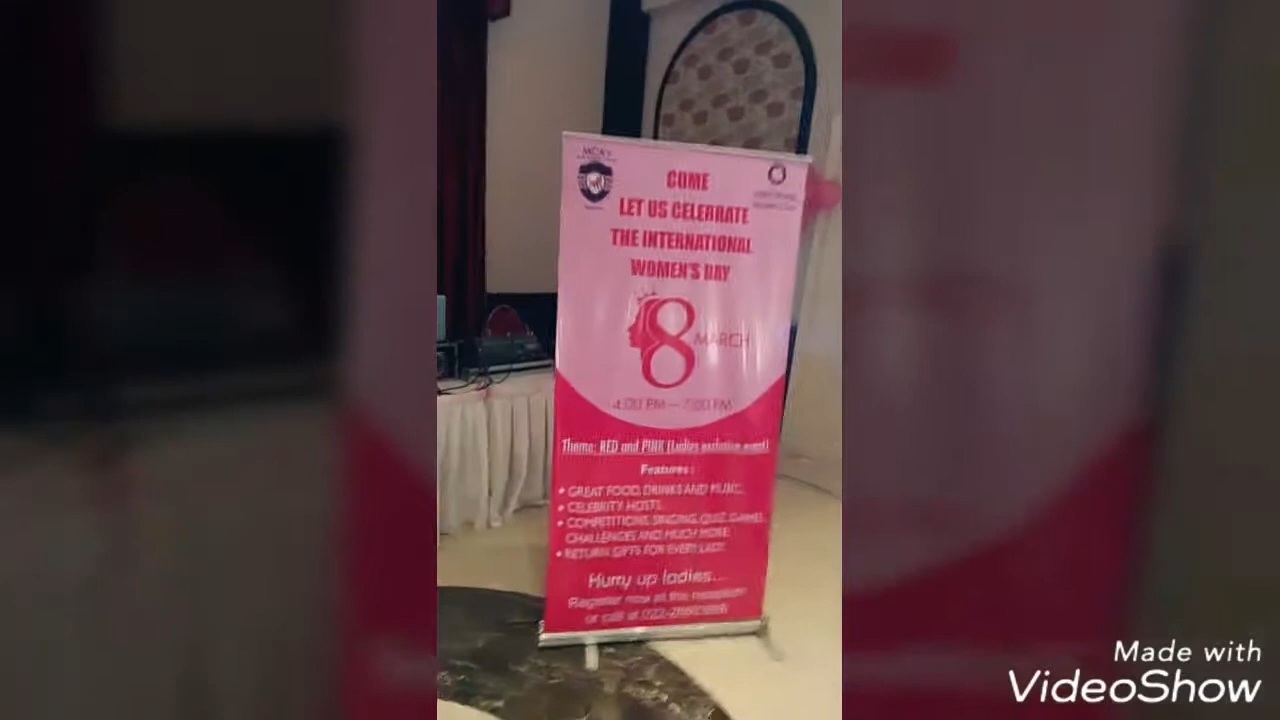 COME
LET US CELEBRATE
THE INTERNATIONAL
WOMEN'S DAY
8 MARCH
4:00 PM – 7:00 PM
Theme: RED and PINK (Ladies exclusive event)
Features:
• GREAT FOOD, DRINKS AND MUSIC
• CELEBRITY HOSTS
• COMPETITIONS, SINGING, QUIZ, GAMES,
CHALLENGES AND MUCH MORE
• RETURN GIFTS FOR EVERY LADY
Hurry up ladies...
Register now at the reception
or call at
Made with
VideoShow